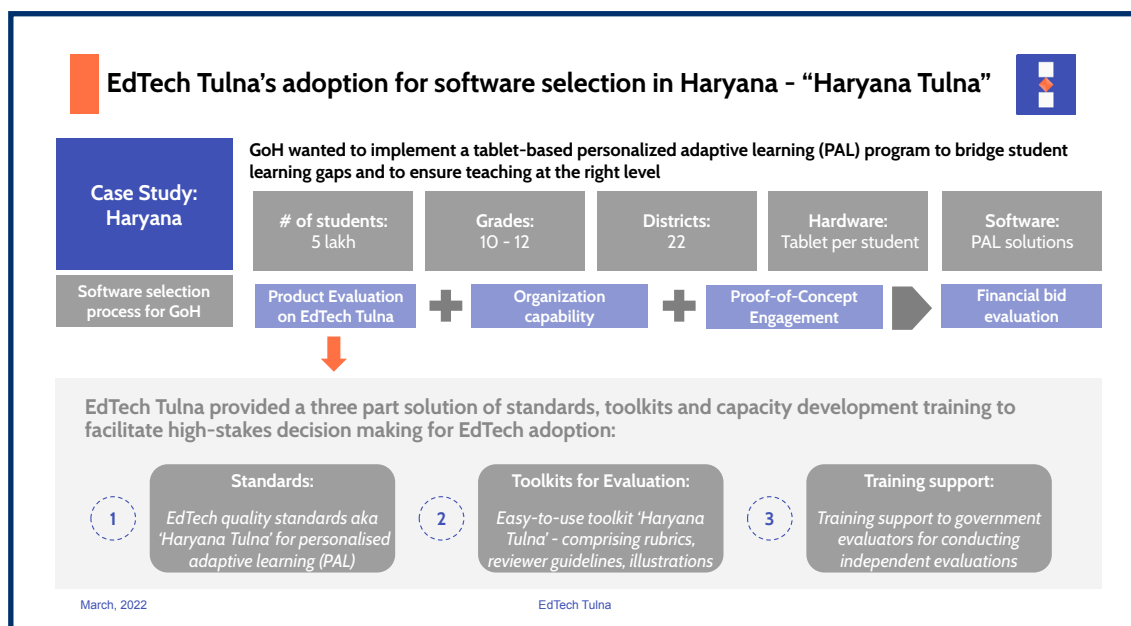 EdTech Tulna's adoption for software selection in Haryana - "Haryana Tulna"
Case Study:
Haryana
GoH wanted to implement a tablet-based personalized adaptive learning (PAL) program to bridge student
learning gaps and to ensure teaching at the right level
# of students:
5 lakh
Grades:
10 - 12
Districts:
22
Hardware:
Tablet per student
Software:
PAL solutions
Software selection
process for GoH
Product Evaluation
on EdTech Tulna
Organization
capability
Proof-of-Concept
Engagement
Financial bid
evaluation
EdTech Tulna provided a three part solution of standards, toolkits and capacity development training to
facilitate high-stakes decision making for EdTech adoption:
1
Standards:
EdTech quality standards aka
'Haryana Tulna' for personalised
adaptive learning (PAL)
2
Toolkits for Evaluation:
Easy-to-use toolkit 'Haryana
Tulna' - comprising rubrics,
reviewer guidelines, illustrations
3
Training support:
Training support to government
evaluators for conducting
independent evaluations
March, 2022
EdTech Tulna